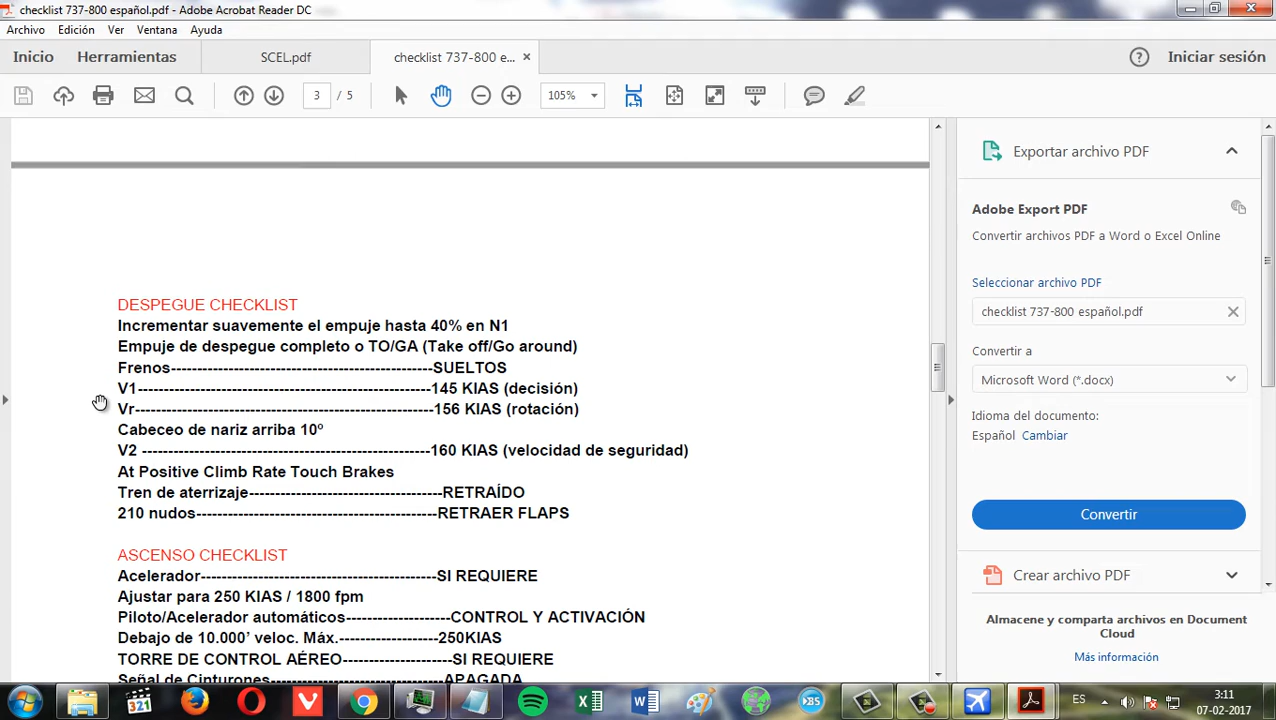 checklist 737-800 español.pdf - Adobe Acrobat Reader DC
Archivo Edición Ver Ventana Ayuda
Inicio Herramientas SCEL.pdf checklist 737-800 e... × ? Iniciar sesión
3 / 5 105%
DESPEGUE CHECKLIST
Incrementar suavemente el empuje hasta 40% en N1
Empuje de despegue completo o TO/GA (Take off/Go around)
Frenos--------------------------------------------------SUELTOS
V1--------------------------------------------------------145 KIAS (decisión)
Vr---------------------------------------------------------156 KIAS (rotación)
Cabeceo de nariz arriba 10º
V2 -------------------------------------------------------160 KIAS (velocidad de seguridad)
At Positive Climb Rate Touch Brakes
Tren de aterrizaje-------------------------------------RETRAÍDO
210 nudos----------------------------------------------RETRAER FLAPS
ASCENSO CHECKLIST
Acelerador---------------------------------------------SI REQUIERE
Ajustar para 250 KIAS / 1800 fpm
Piloto/Acelerador automáticos--------------------CONTROL Y ACTIVACIÓN
Debajo de 10.000’ veloc. Máx.-------------------250KIAS
TORRE DE CONTROL AÉREO---------------------SI REQUIERE
Señal de Cinturones---------------------------------APAGADA
Exportar archivo PDF
Adobe Export PDF
Convertir archivos PDF a Word o Excel Online
Seleccionar archivo PDF
checklist 737-800 español.pdf
Convertir a
Microsoft Word (*.docx)
Idioma del documento:
Español Cambiar
Convertir
Crear archivo PDF
Almacene y comparta archivos en Document
Cloud
Más información
321
ES 3:11
07-02-2017